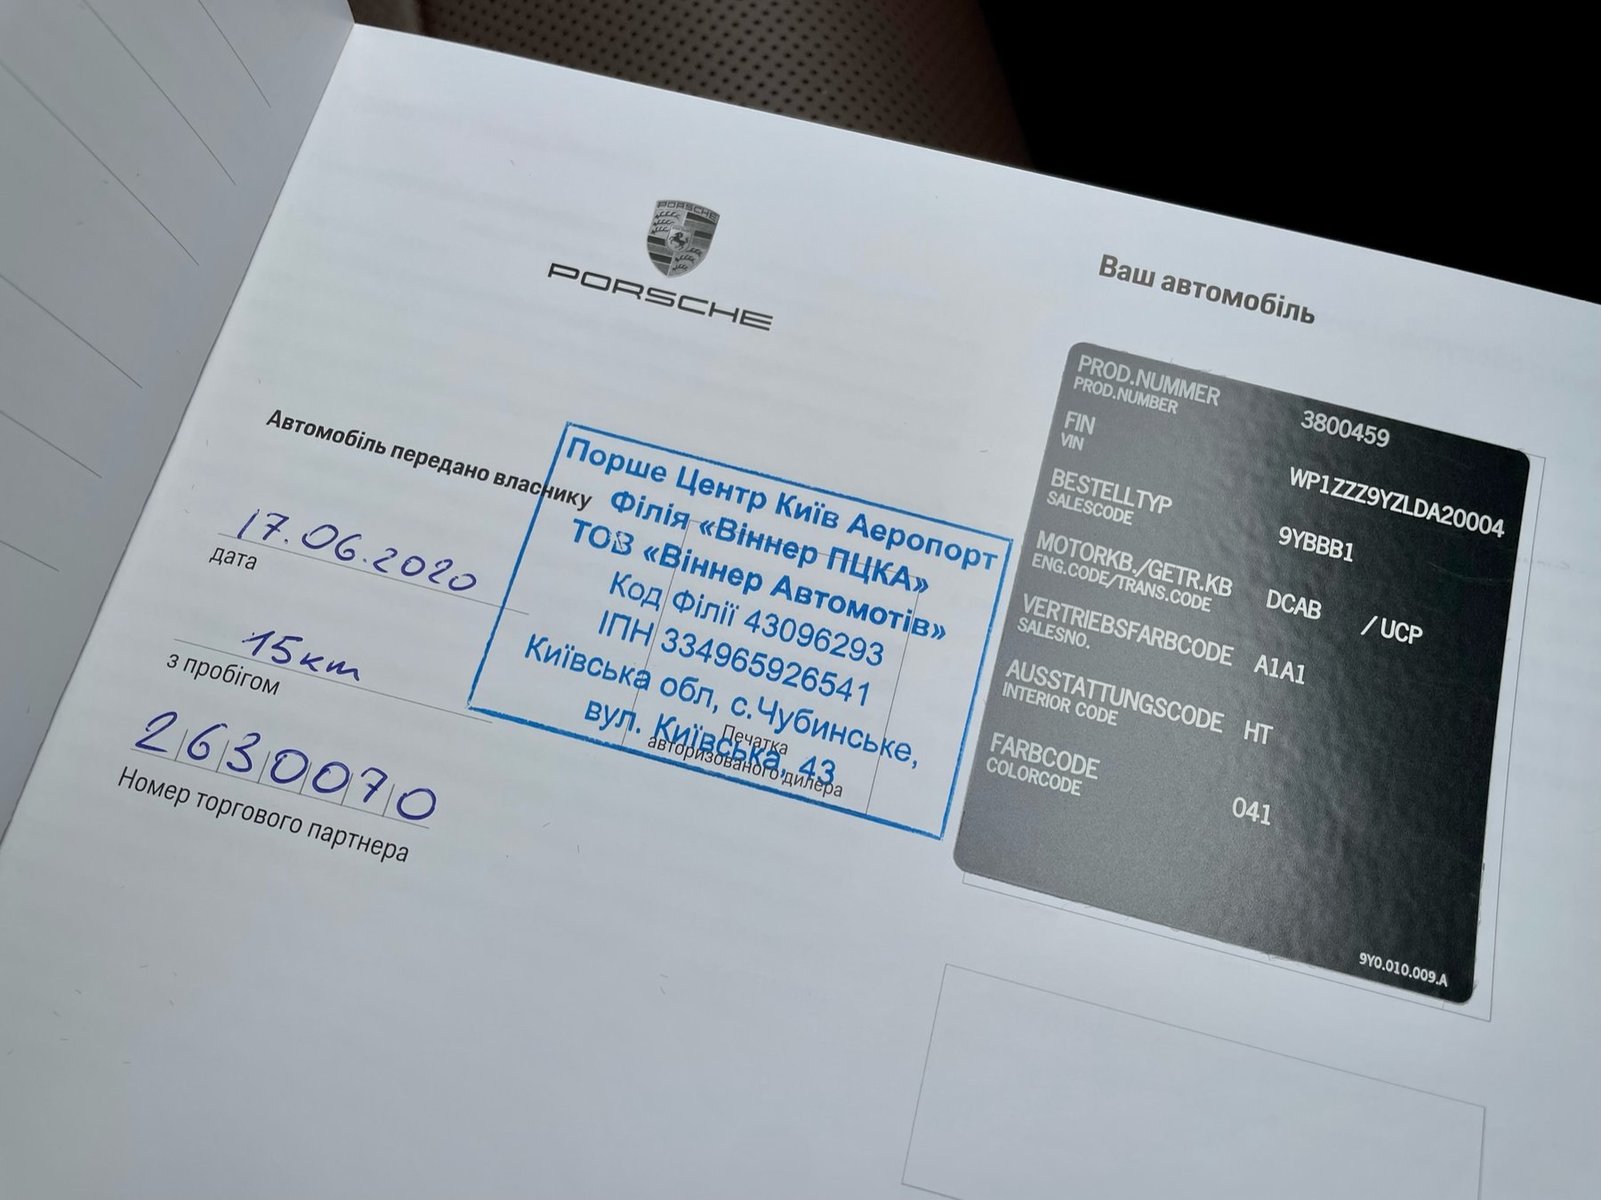 PORSCHE
PORSCHE
Автомобіль передано власнику
17.06.2020
дата
15km
з пробігом
2630070
Номер торгового партнера
Порше Центр Київ Аеропорт
Філія «Віннер ПЦКА»
ТОВ «Віннер Автомотів»
Код Філії 43096293
ІПН 334965926541
Київська обл, с.Чубинське,
вул. Київська, 43
Печатка
авторизованого дилера
Ваш автомобіль
PROD.NUMMER 3800459
PROD.NUMBER
FIN WP1ZZZ9YZLDA20004
VIN
BESTELLTYP 9YBBB1
SALESCODE
MOTORKB./GETR.KB DCAB /UCP
ENG.CODE/TRANS.CODE
VERTRIEBSFARBCODE A1A1
SALESNO.
AUSSTATTUNGSCODE HT
INTERIOR CODE
FARBCODE 041
COLORCODE
9Y0.010.009.A